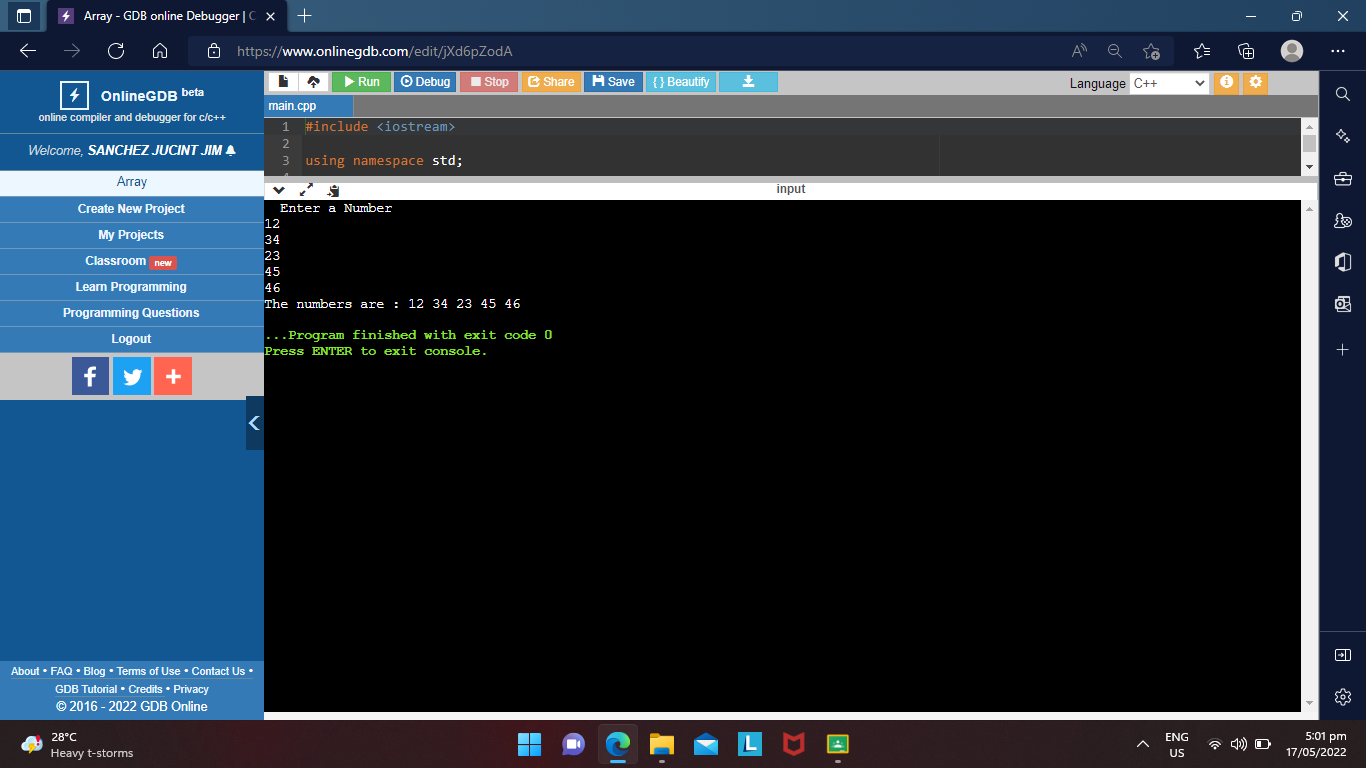 Array - GDB online Debugger | C
https://www.onlinegdb.com/edit/jXd6pZodA
OnlineGDB beta
online compiler and debugger for c/c++
Welcome, SANCHEZ JUCINT JIM
Array
Create New Project
My Projects
Classroom new
Learn Programming
Programming Questions
Logout
About • FAQ • Blog • Terms of Use • Contact Us •
GDB Tutorial • Credits • Privacy
© 2016 - 2022 GDB Online
Run Debug Stop Share Save { } Beautify
Language C++
main.cpp
1 #include <iostream>
2
3 using namespace std;
input
Enter a Number
12
34
23
45
46
The numbers are : 12 34 23 45 46
...Program finished with exit code 0
Press ENTER to exit console.
28°C
Heavy t-storms
ENG
US
5:01 pm
17/05/2022